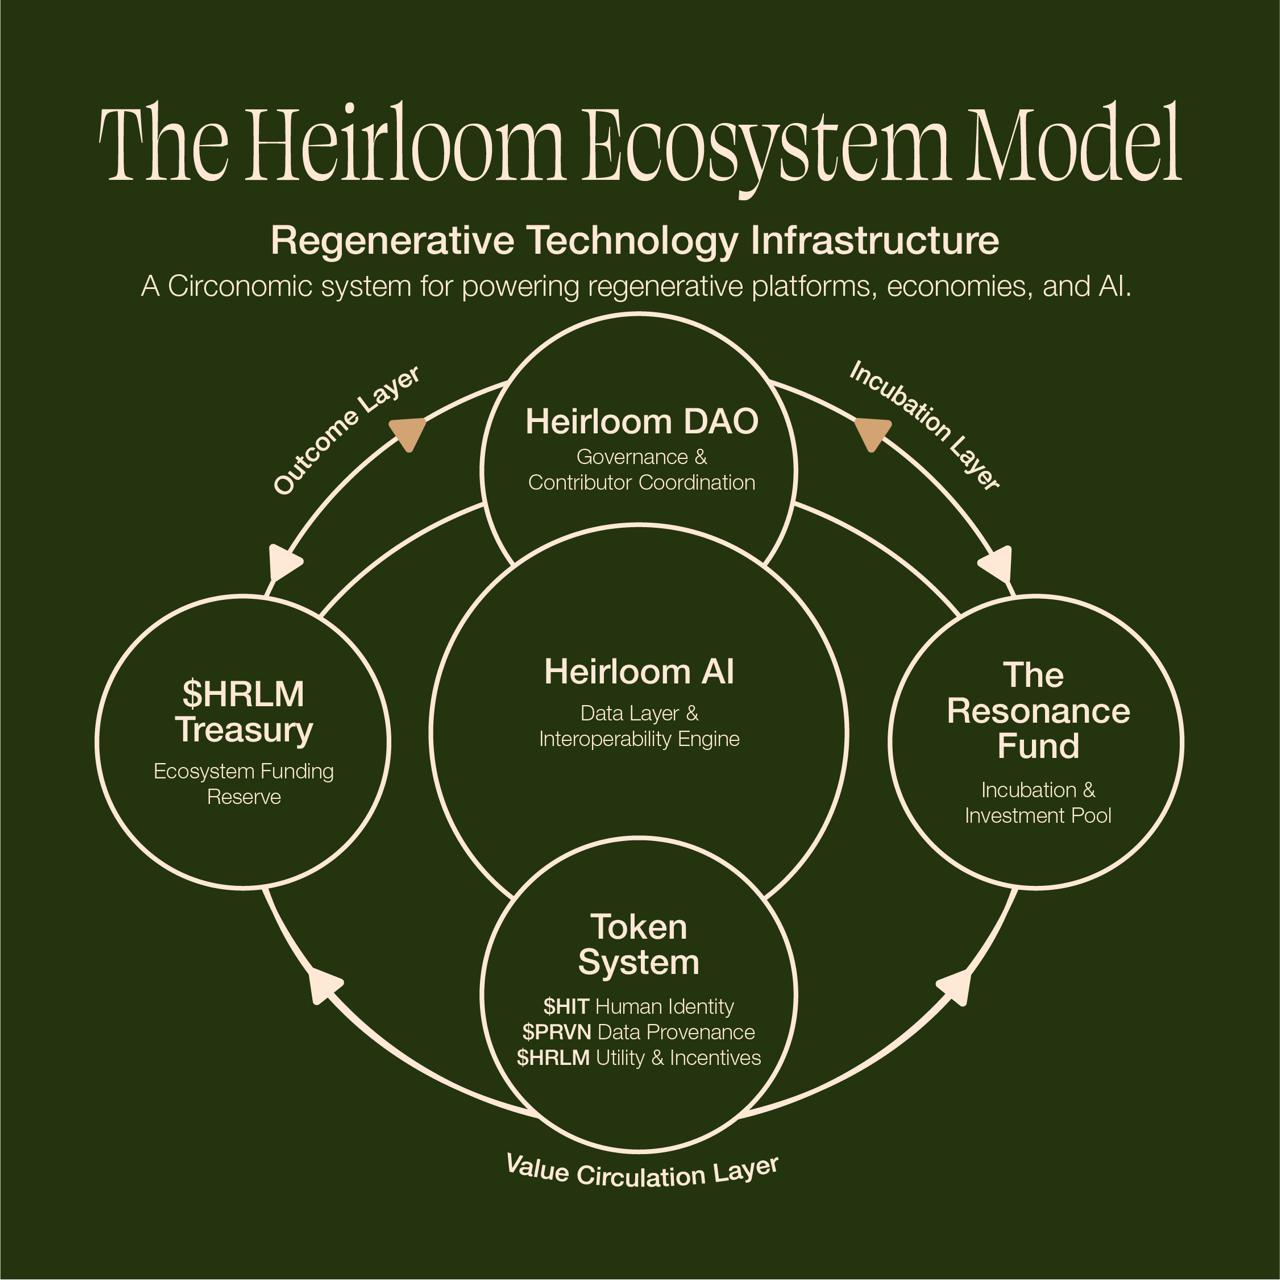 The Heirloom Ecosystem Model
Regenerative Technology Infrastructure
A Circonomic system for powering regenerative platforms, economies, and AI.
Outcome Layer
Incubation Layer
Heirloom DAO
Governance &
Contributor Coordination
Heirloom AI
Data Layer &
Interoperability Engine
$HRLM
Treasury
Ecosystem Funding
Reserve
The
Resonance
Fund
Incubation &
Investment Pool
Token
System
$HIT Human Identity
$PRVN Data Provenance
$HRLM Utility & Incentives
Value Circulation Layer